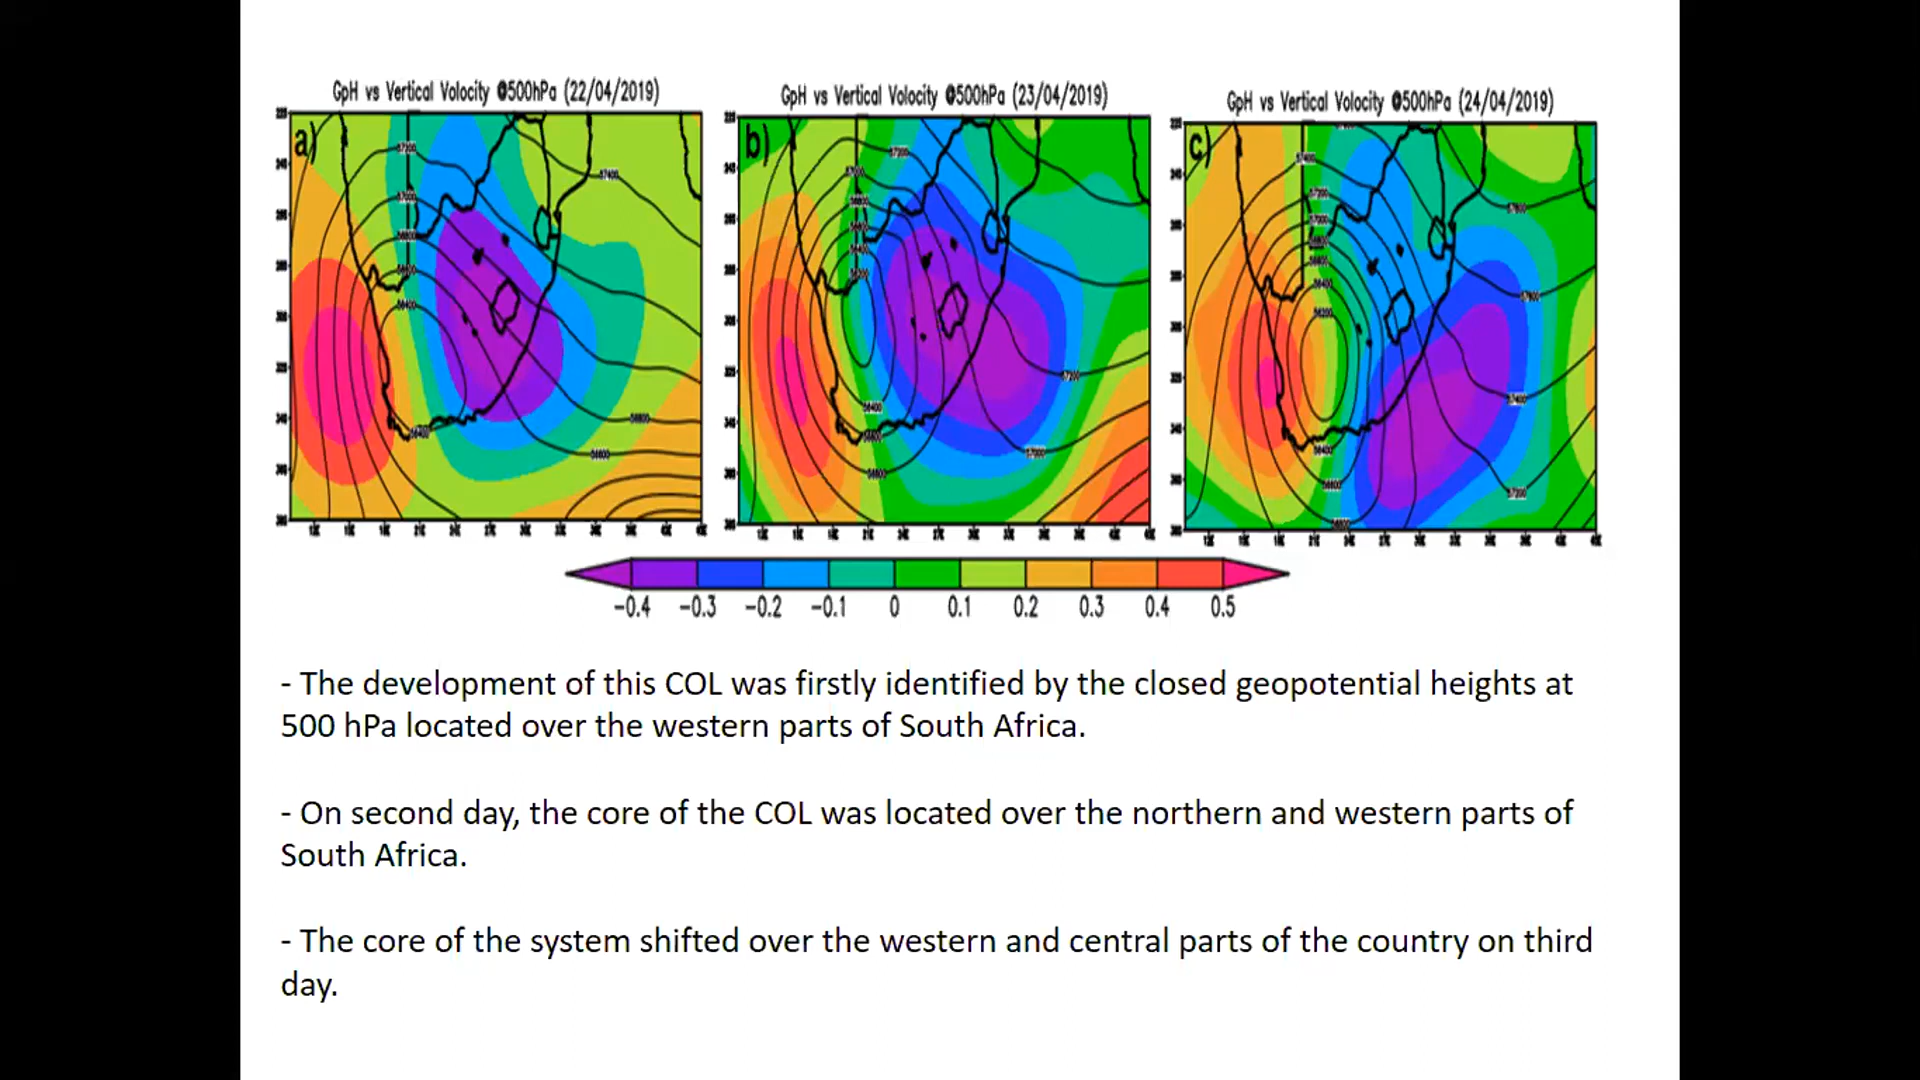 GpH vs Vertical Volocity @500hPa (22/04/2019)
GpH vs Vertical Volocity @500hPa (23/04/2019)
GpH vs Vertical Volocity @500hPa (24/04/2019)
a)
b)
c)
-0.4 -0.3 -0.2 -0.1 0 0.1 0.2 0.3 0.4 0.5
- The development of this COL was firstly identified by the closed geopotential heights at
500 hPa located over the western parts of South Africa.
- On second day, the core of the COL was located over the northern and western parts of
South Africa.
- The core of the system shifted over the western and central parts of the country on third
day.